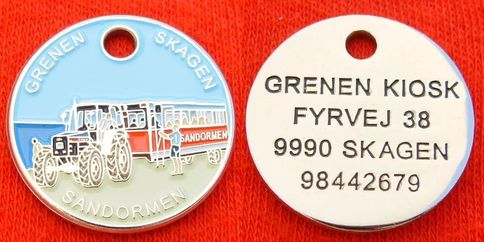 GRENEN SKAGEN
SANDORMEN
SANDORMEN
GRENEN KIOSK
FYRVEJ 38
9990 SKAGEN
98442679